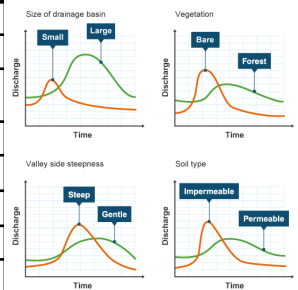 Size of drainage basin
Small
Large
Discharge
Time
Vegetation
Bare
Forest
Discharge
Time
Valley side steepness
Steep
Gentle
Discharge
Time
Soil type
Impermeable
Permeable
Discharge
Time